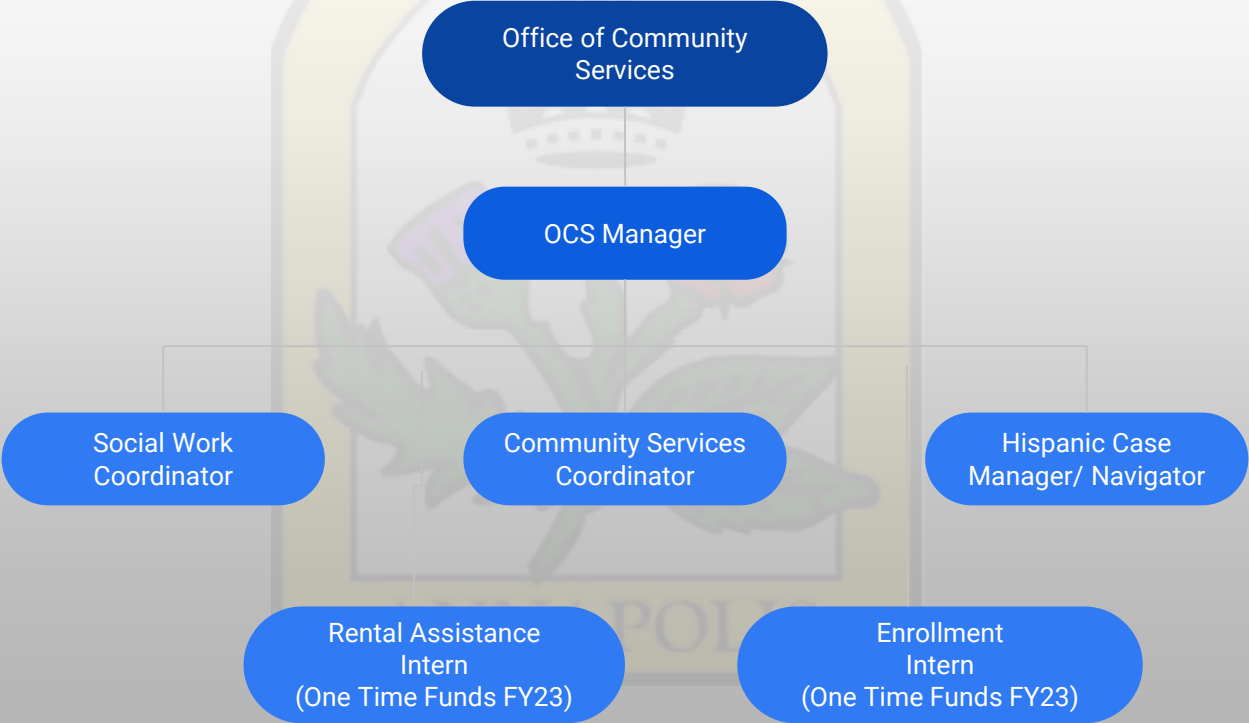 Office of Community
Services
OCS Manager
Social Work
Coordinator
Community Services
Coordinator
Hispanic Case
Manager/ Navigator
Rental Assistance
Intern
(One Time Funds FY23)
Enrollment
Intern
(One Time Funds FY23)
ANNAPOLIS